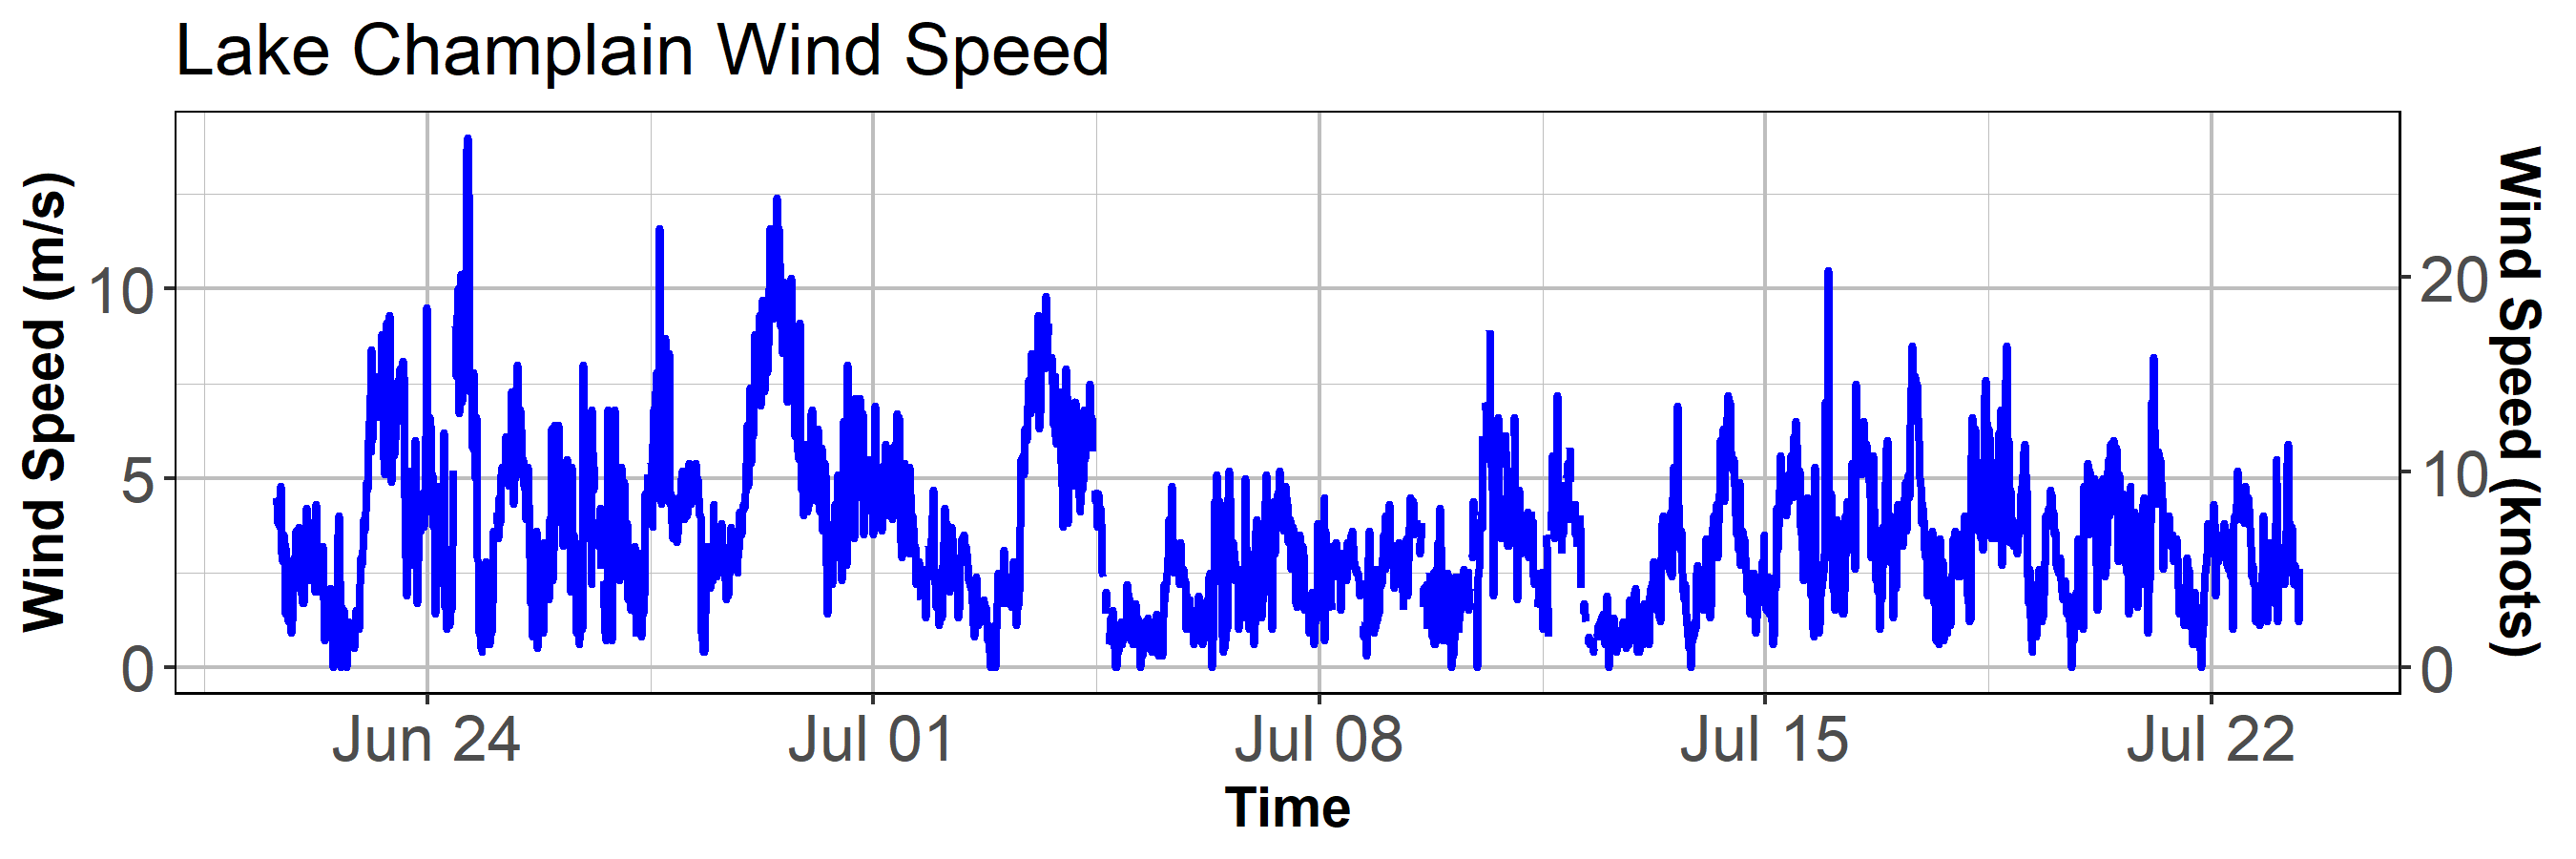 Lake Champlain Wind Speed
Wind Speed (m/s)
10
5
0
20
10
0
Wind Speed (knots)
Jun 24
Jul 01
Jul 08
Jul 15
Jul 22
Time